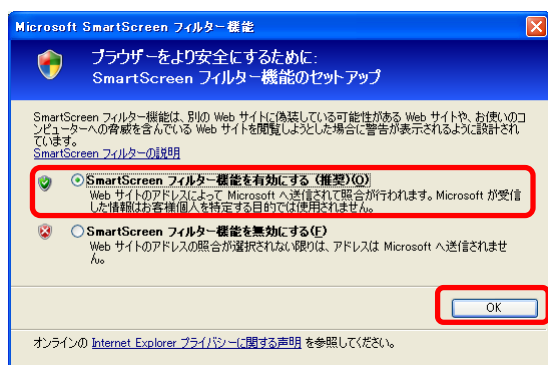 Microsoft SmartScreen フィルター機能
ブラウザーをより安全にするために:
SmartScreen フィルター機能のセットアップ
SmartScreen フィルター機能は、別の Web サイトに偽装している可能性がある Web サイトや、お使いのコ
ンピューターへの脅威を含んでいる Web サイトを閲覧しようとした場合に警告が表示されるように設計され
ています。
SmartScreen フィルターの説明
SmartScreen フィルター機能を有効にする (推奨)(O)
Web サイトのアドレスによって Microsoft へ送信されて照合が行われます。Microsoft が受信
した情報はお客様個人を特定する目的では使用されません。
SmartScreen フィルター機能を無効にする(F)
Web サイトのアドレスの照合が選択されない限りは、アドレスは Microsoft へ送信されませ
ん。
OK
オンラインの Internet Explorer プライバシーに関する声明 を参照してください。